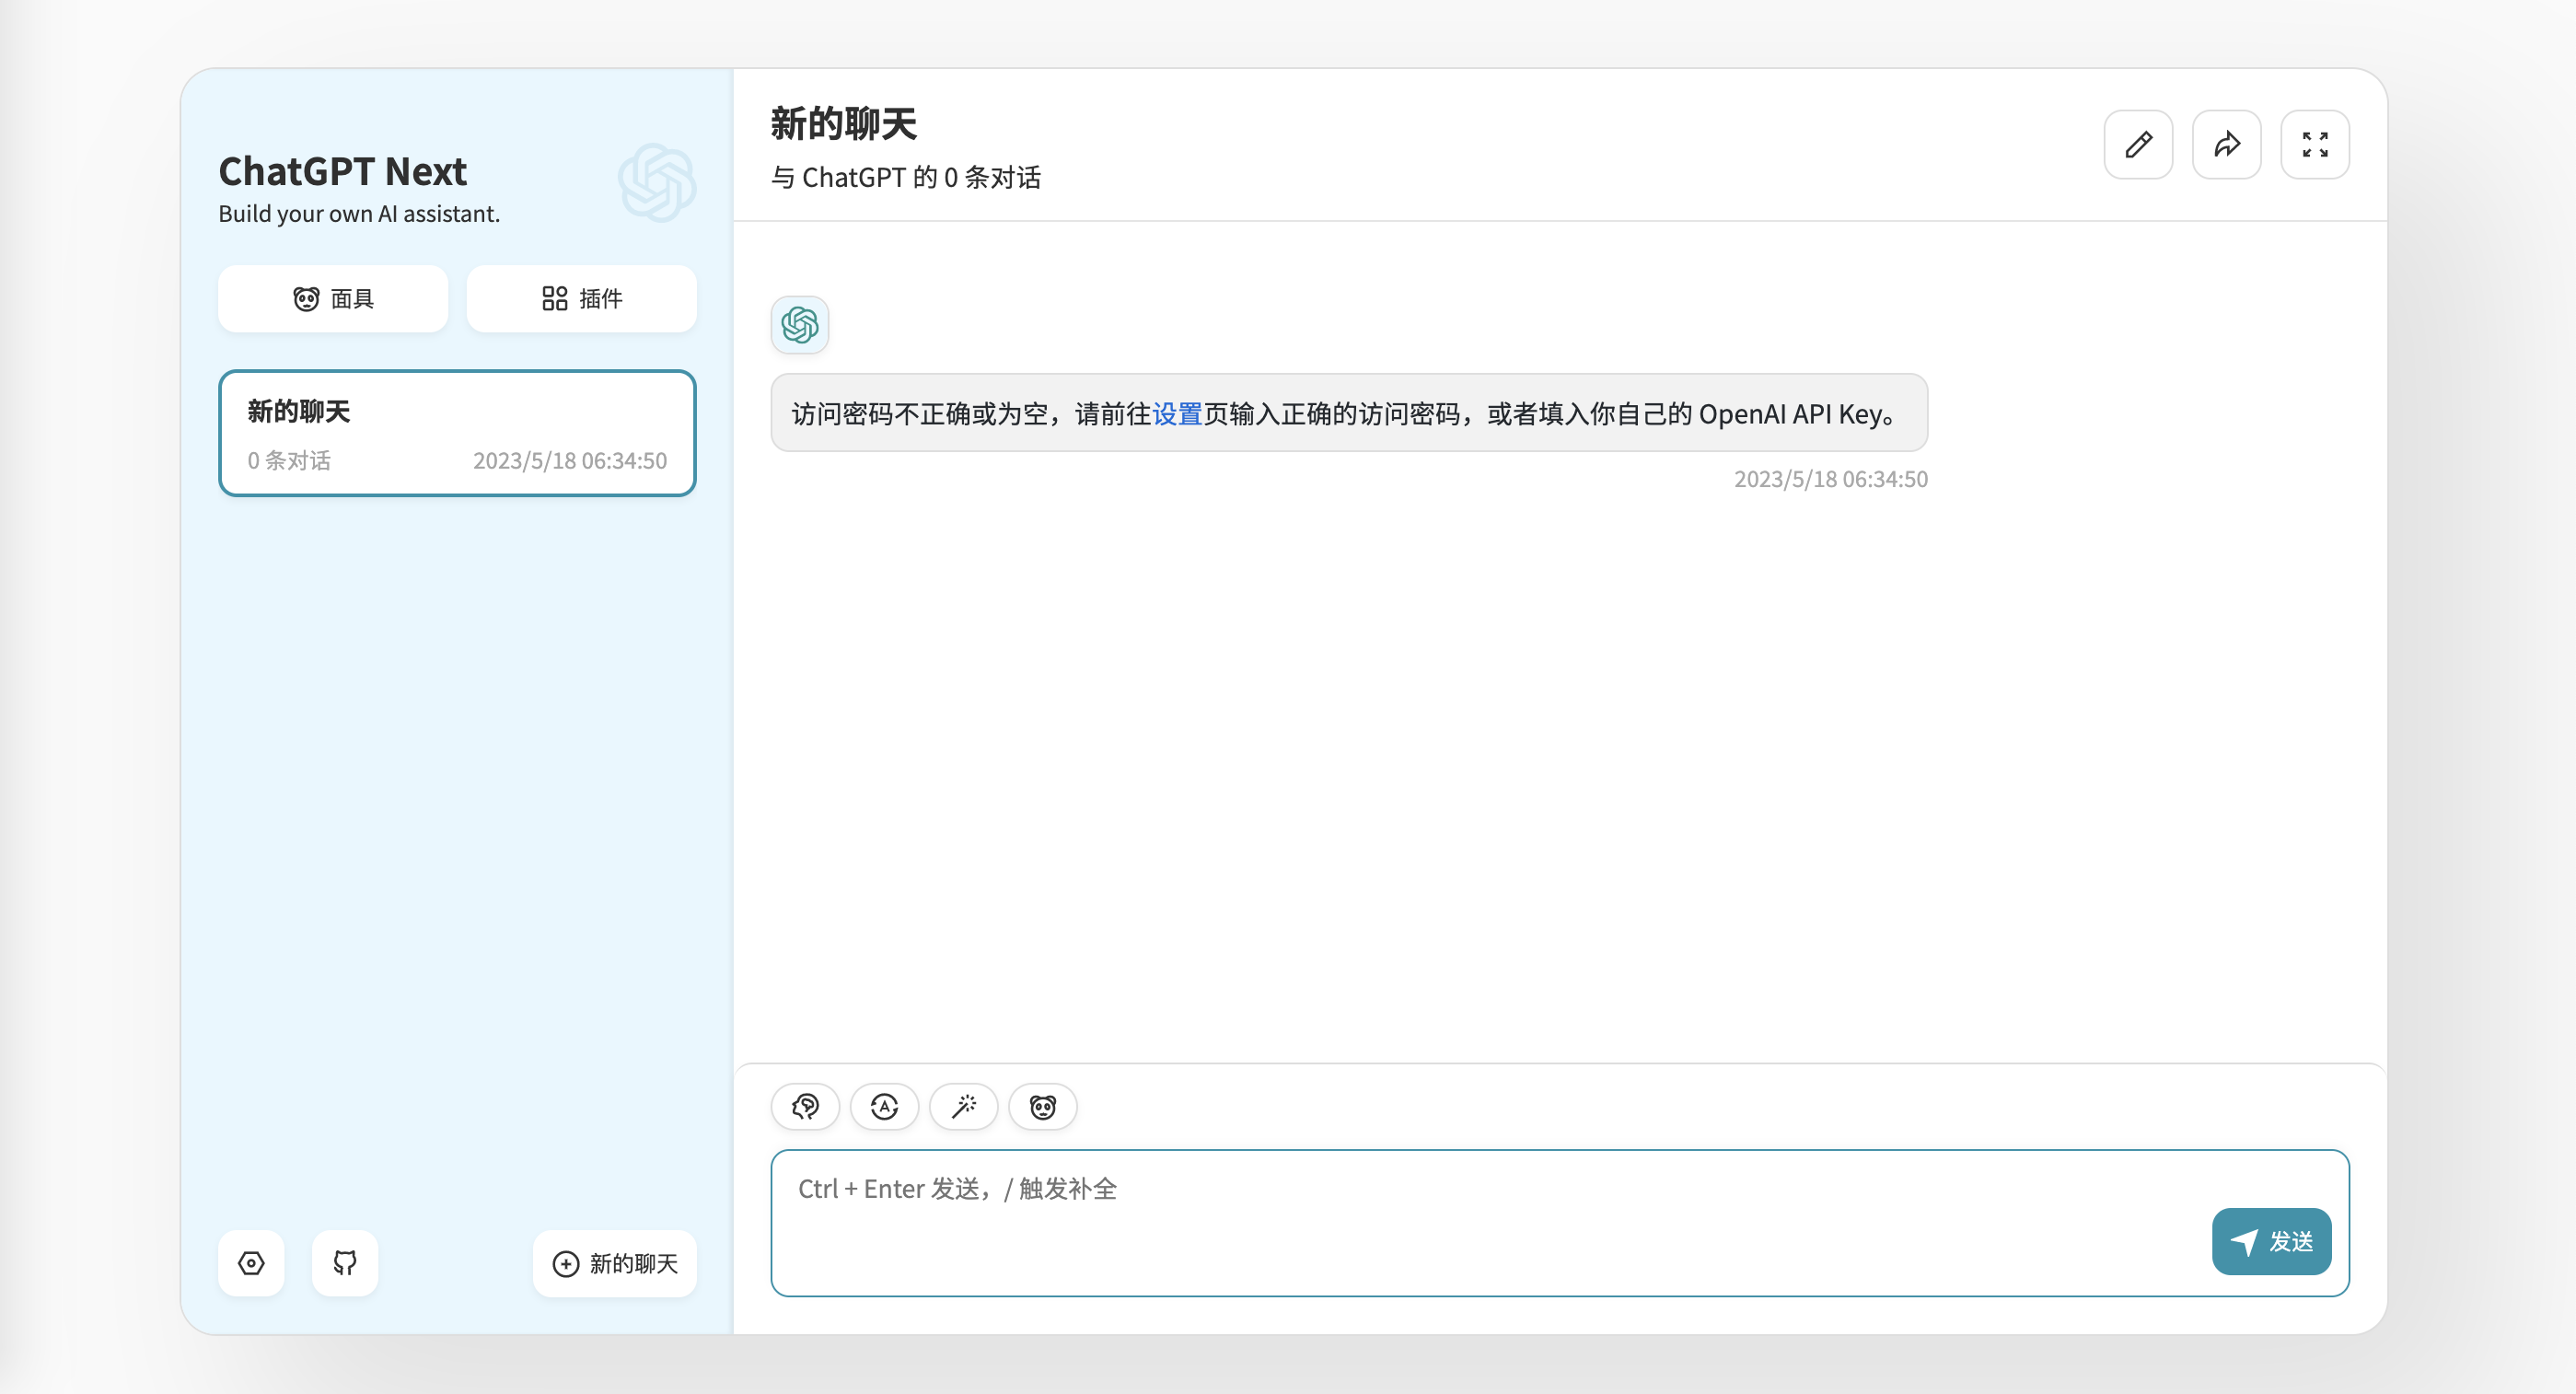 ChatGPT Next
Build your own AI assistant.
面具
插件
新的聊天
0 条对话
2023/5/18 06:34:50
新的聊天
新的聊天
与 ChatGPT 的 0 条对话
访问密码不正确或为空，请前往设置页输入正确的访问密码，或者填入你自己的 OpenAI API Key。
2023/5/18 06:34:50
Ctrl + Enter 发送，/ 触发补全
发送